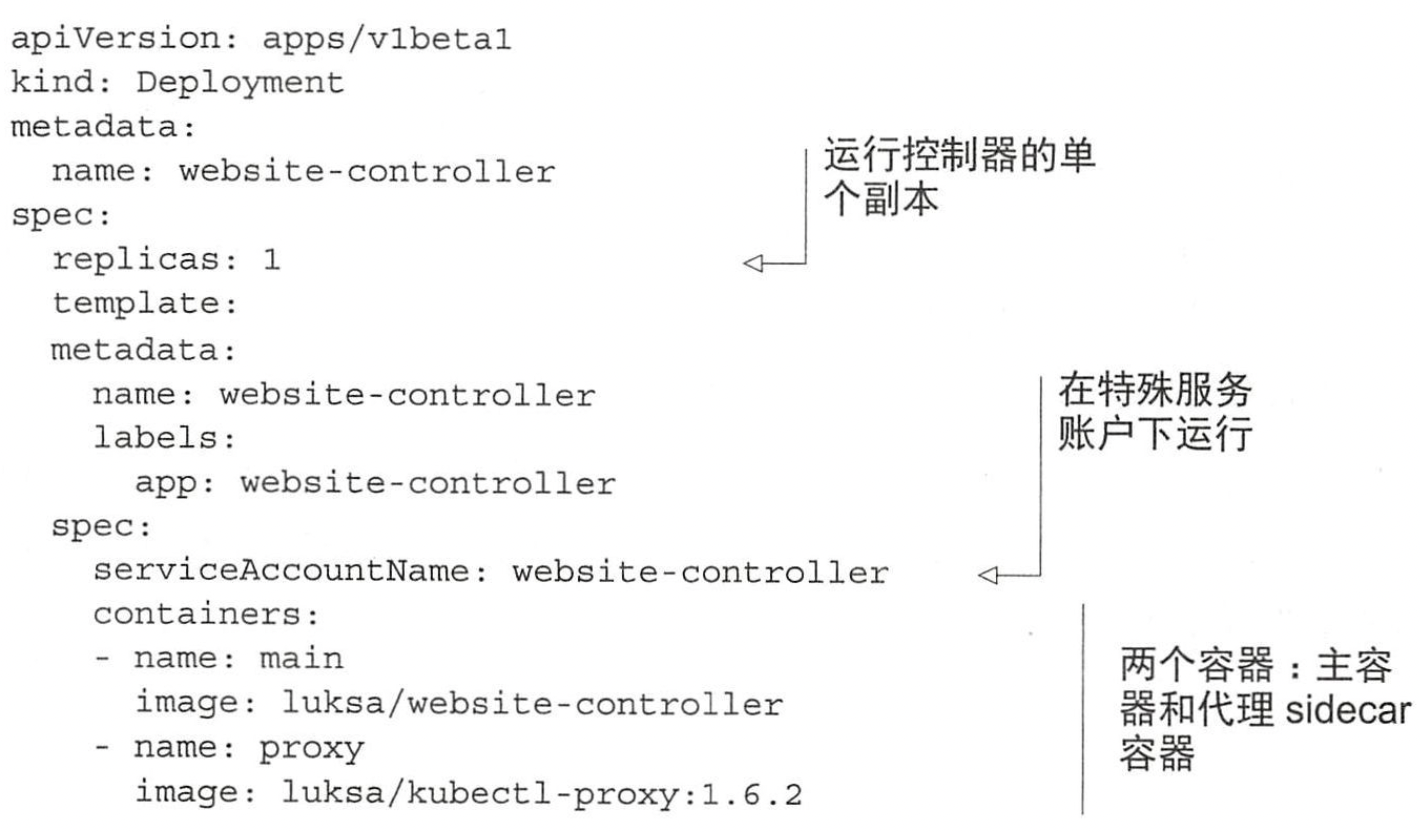 apiVersion: apps/v1beta1
kind: Deployment
metadata:
  name: website-controller
spec:
  replicas: 1
  template:
  metadata:
    name: website-controller
    labels:
      app: website-controller
  spec:
    serviceAccountName: website-controller
    containers:
    - name: main
      image: luksa/website-controller
    - name: proxy
      image: luksa/kubectl-proxy:1.6.2
运行控制器的单
个副本
在特殊服务
账户下运行
两个容器：主容
器和代理 sidecar
容器